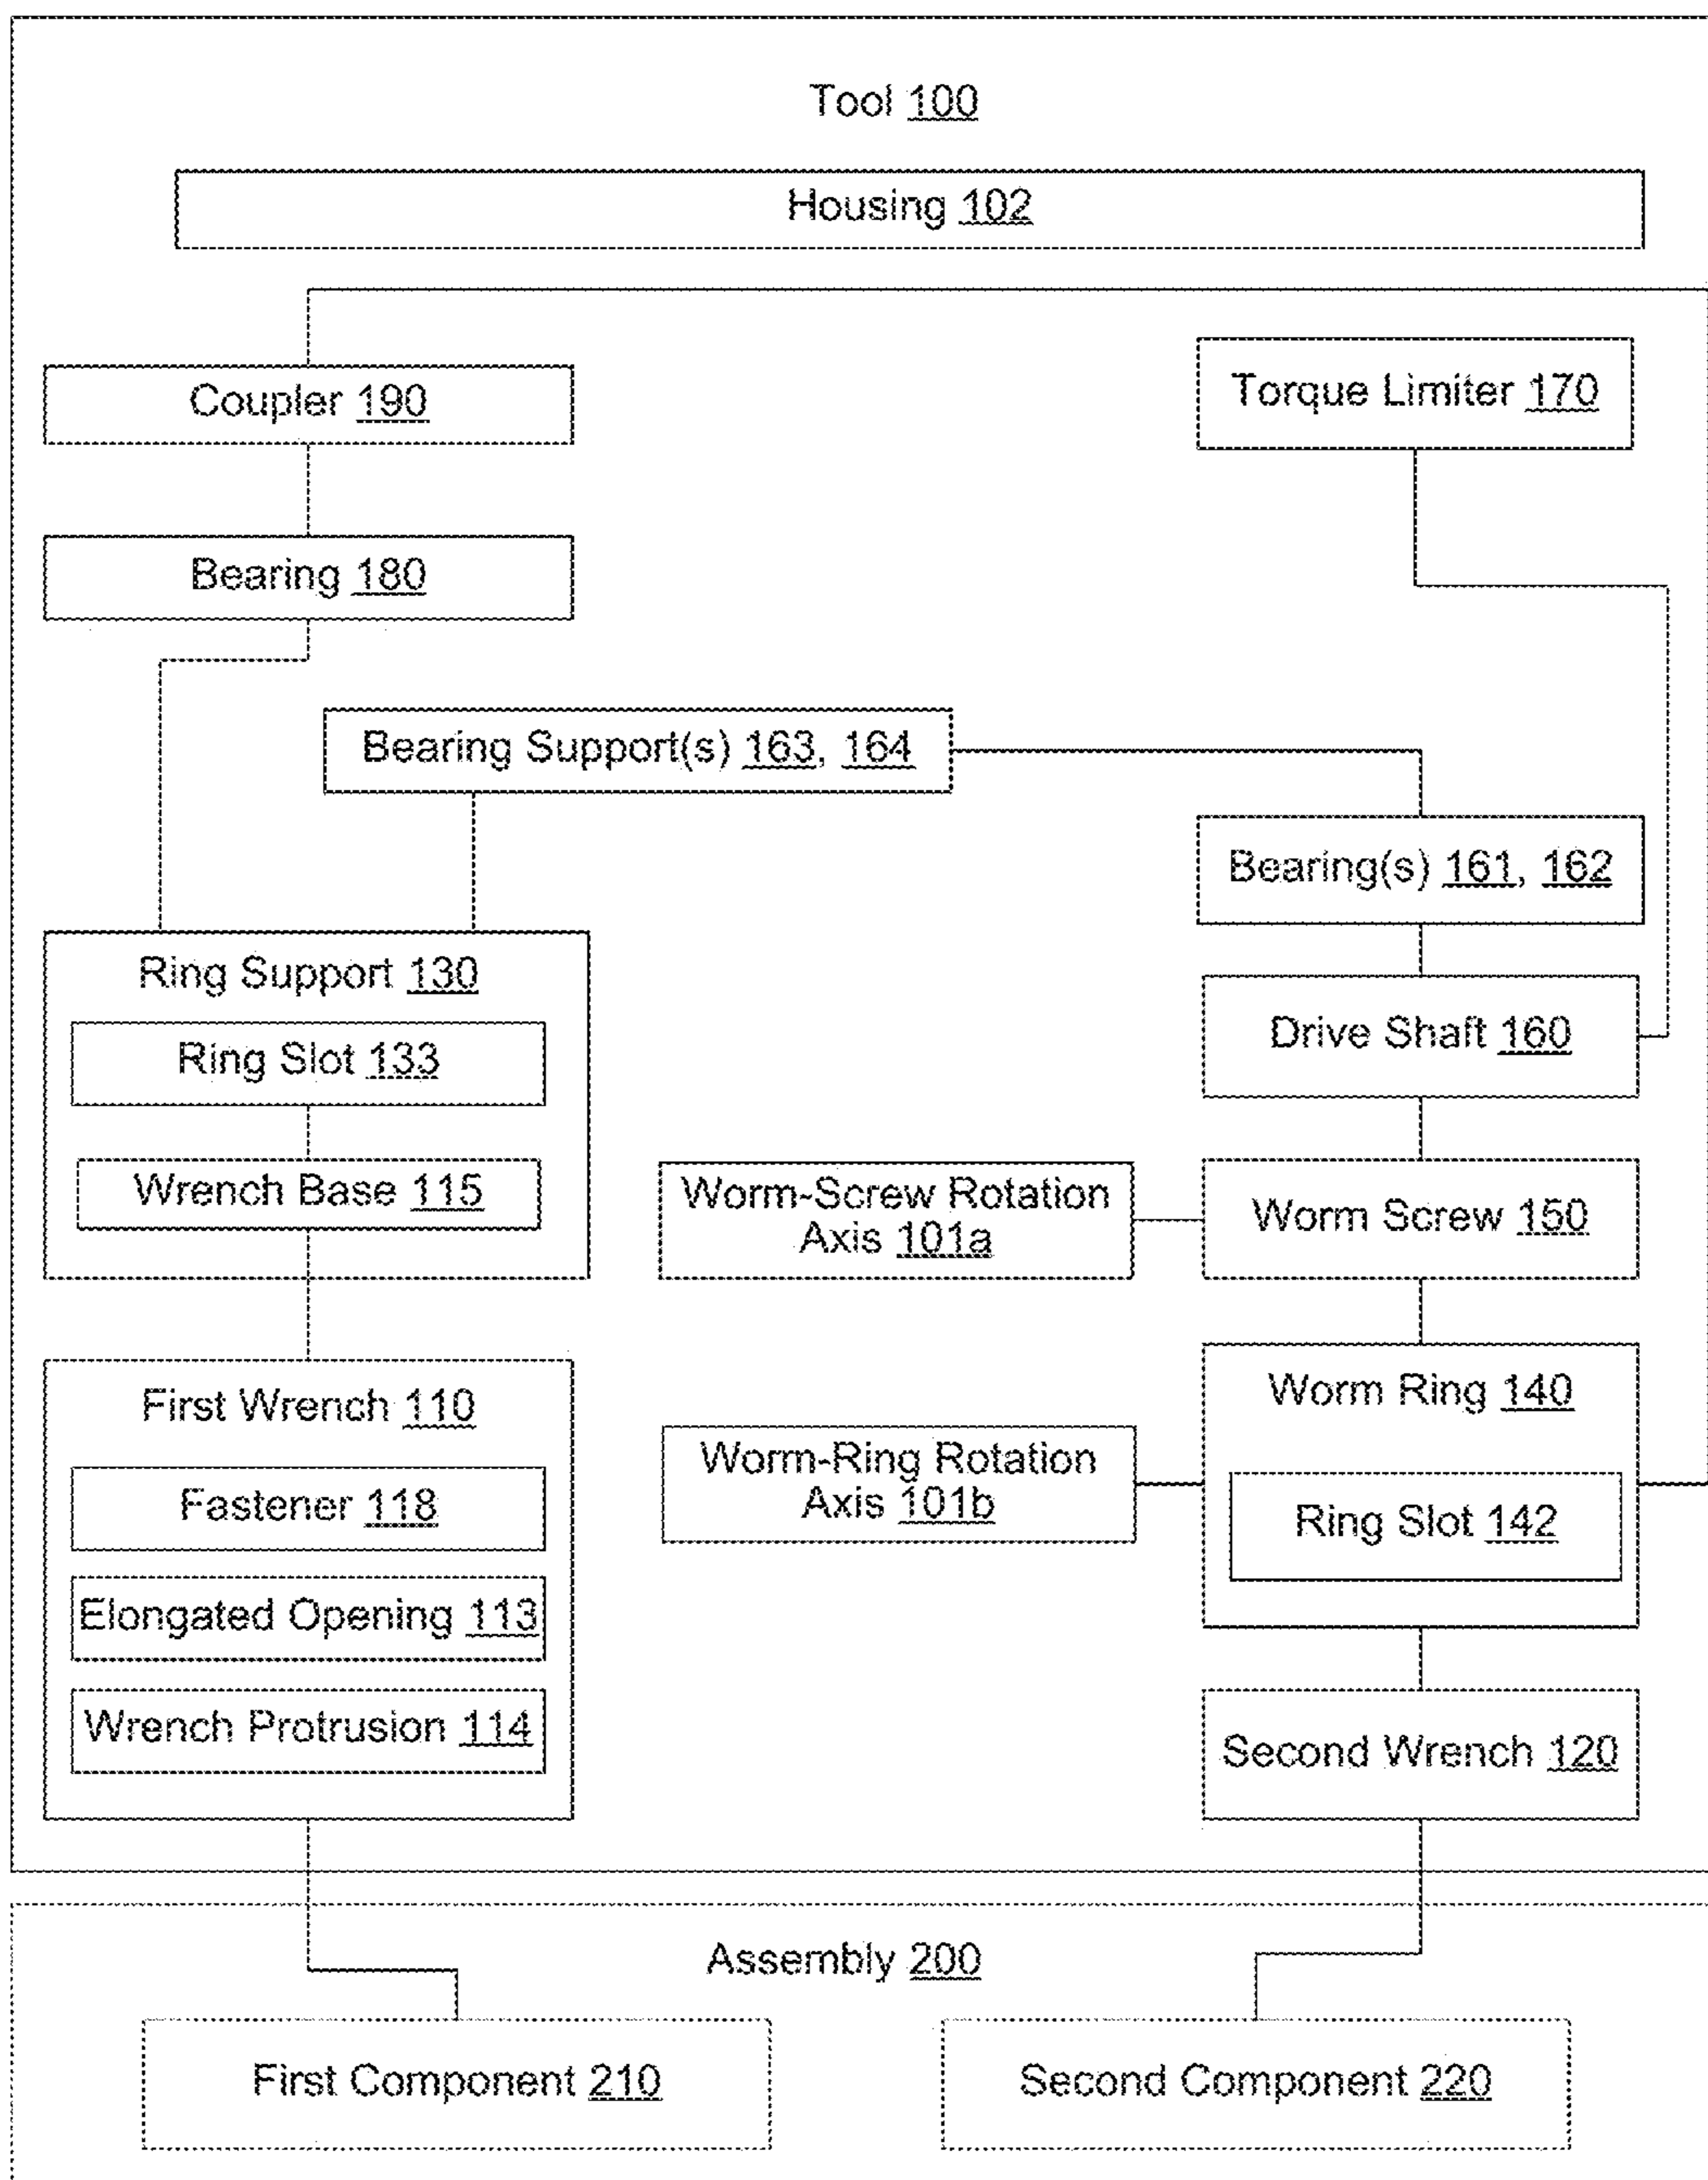 Tool 100
Housing 102
Coupler 190
Torque Limiter 170
Bearing 180
Bearing Support(s) 163, 164
Bearing(s) 161, 162
Ring Support 130
Ring Slot 133
Wrench Base 115
Drive Shaft 160
Worm-Screw Rotation
Axis 101a
Worm Screw 150
First Wrench 110
Fastener 118
Elongated Opening 113
Wrench Protrusion 114
Worm-Ring Rotation
Axis 101b
Worm Ring 140
Ring Slot 142
Second Wrench 120
Assembly 200
First Component 210
Second Component 220